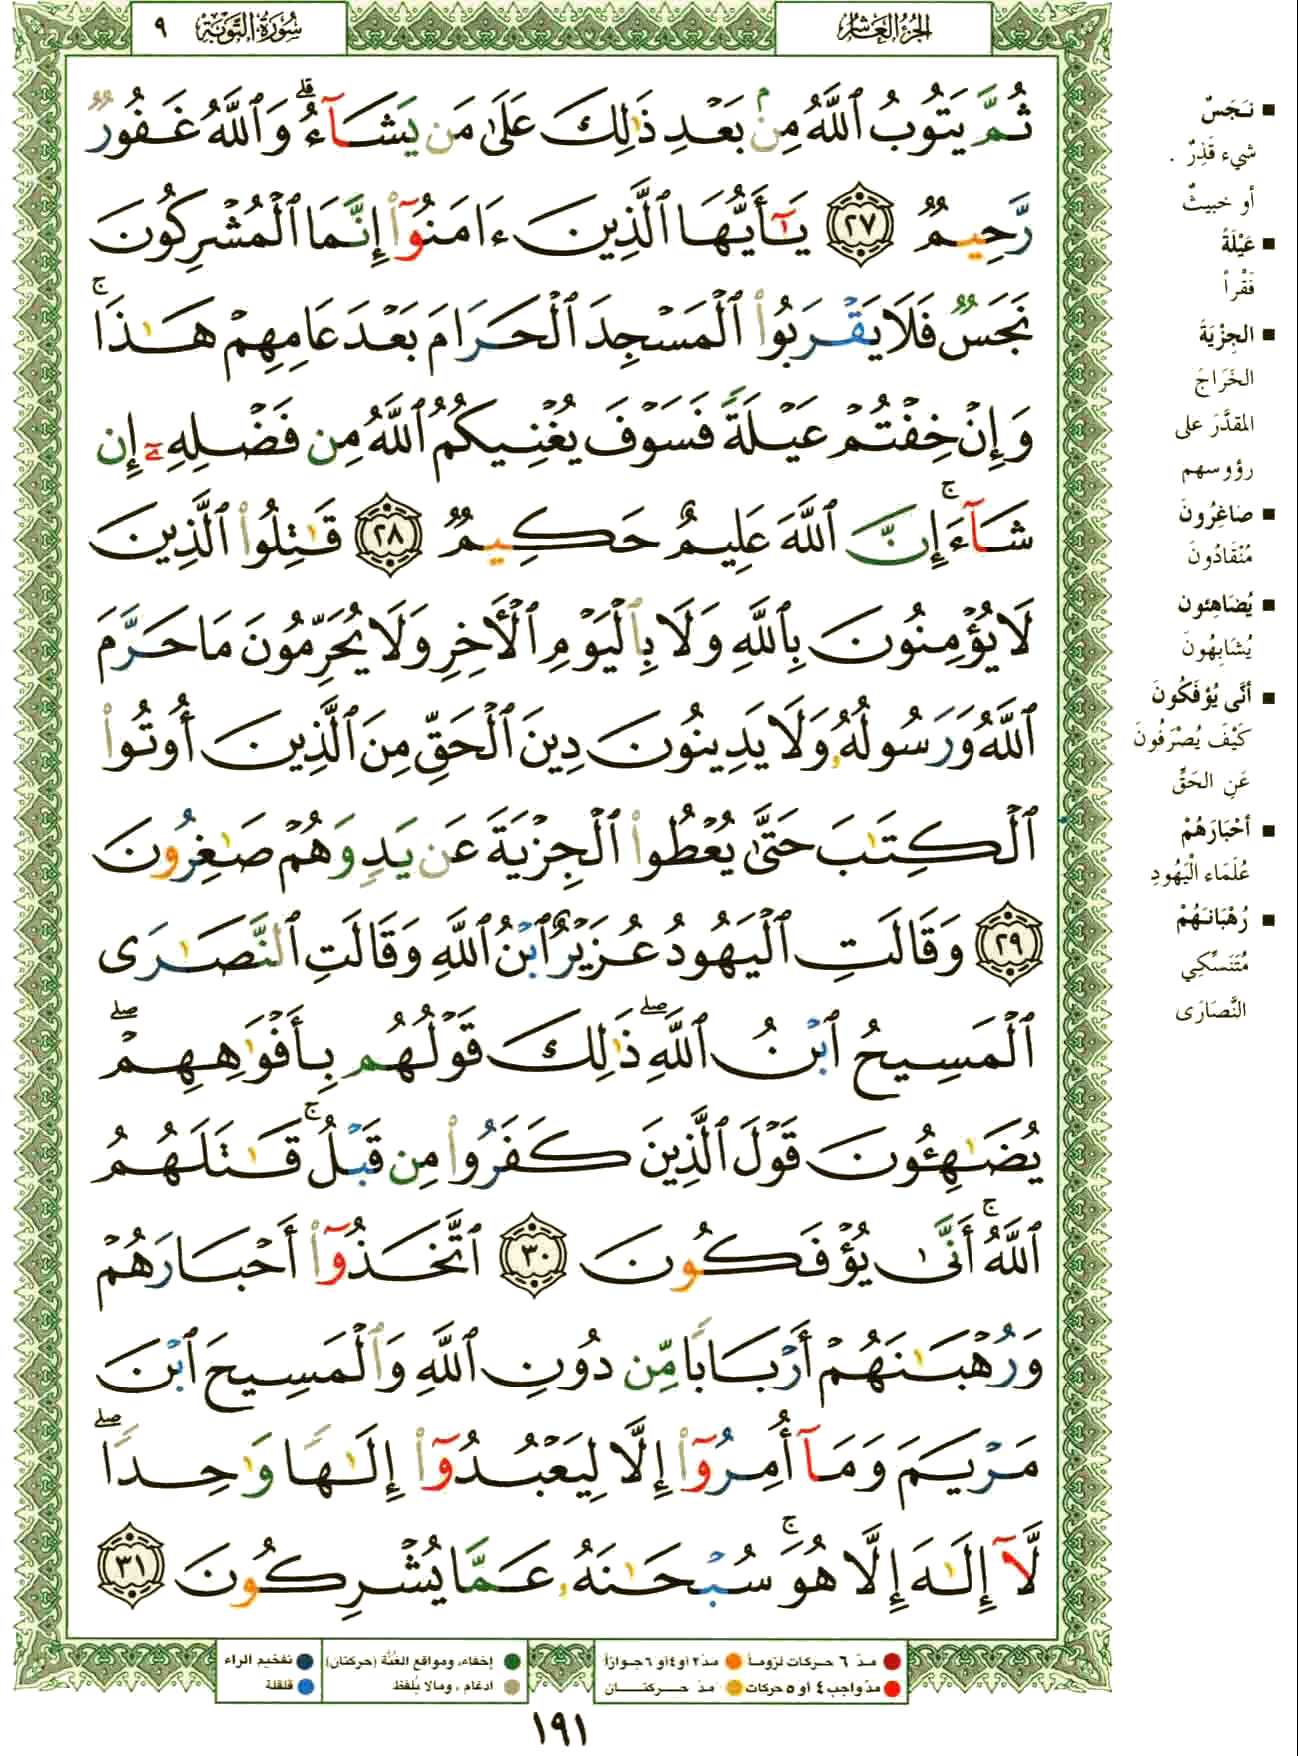 الجزء العاشر
سورة التوبة ٩
ثُمَّ يَتُوبُ ٱللَّهُ مِنۢ بَعۡدِ ذَٰلِكَ عَلَىٰ مَن يَشَآءُۗ وَٱللَّهُ غَفُورٞ
رَّحِيمٞ ٢٧ يَٰٓأَيُّهَا ٱلَّذِينَ ءَامَنُوٓاْ إِنَّمَا ٱلۡمُشۡرِكُونَ
نَجَسٞ فَلَا يَقۡرَبُواْ ٱلۡمَسۡجِدَ ٱلۡحَرَامَ بَعۡدَ عَامِهِمۡ هَٰذَاۚ
وَإِنۡ خِفۡتُمۡ عَيۡلَةٗ فَسَوۡفَ يُغۡنِيكُمُ ٱللَّهُ مِن فَضۡلِهِۦٓ إِن
شَآءَۚ إِنَّ ٱللَّهَ عَلِيمٌ حَكِيمٞ ٢٨ قَٰتِلُواْ ٱلَّذِينَ
لَا يُؤۡمِنُونَ بِٱللَّهِ وَلَا بِٱلۡيَوۡمِ ٱلۡأٓخِرِ وَلَا يُحَرِّمُونَ مَا حَرَّمَ
ٱللَّهُ وَرَسُولُهُۥ وَلَا يَدِينُونَ دِينَ ٱلۡحَقِّ مِنَ ٱلَّذِينَ أُوتُواْ
ٱلۡكِتَٰبَ حَتَّىٰ يُعۡطُواْ ٱلۡجِزۡيَةَ عَن يَدٖ وَهُمۡ صَٰغِرُونَ
٢٩ وَقَالَتِ ٱلۡيَهُودُ عُزَيۡرٌ ٱبۡنُ ٱللَّهِ وَقَالَتِ ٱلنَّصَٰرَى
ٱلۡمَسِيحُ ٱبۡنُ ٱللَّهِۖ ذَٰلِكَ قَوۡلُهُم بِأَفۡوَٰهِهِمۡۖ
يُضَٰهِـُٔونَ قَوۡلَ ٱلَّذِينَ كَفَرُواْ مِن قَبۡلُۚ قَٰتَلَهُمُ
ٱللَّهُۚ أَنَّىٰ يُؤۡفَكُونَ ٣٠ ٱتَّخَذُوٓاْ أَحۡبَارَهُمۡ
وَرُهۡبَٰنَهُمۡ أَرۡبَابٗا مِّن دُونِ ٱللَّهِ وَٱلۡمَسِيحَ ٱبۡنَ
مَرۡيَمَ وَمَآ أُمِرُوٓاْ إِلَّا لِيَعۡبُدُوٓاْ إِلَٰهٗا وَٰحِدٗاۖ
لَّآ إِلَٰهَ إِلَّا هُوَۚ سُبۡحَٰنَهُۥ عَمَّا يُشۡرِكُونَ ٣١
■ نَجَسٌ
شيء قَذِرٌ .
أو خبيثٌ
■ عَيْلَةً
فَقْراً
■ الجِزْيَةَ
الخَرَاجَ
المقدَّرَ على
رؤوسهم
■ صاغِرُونَ
مُنْقَادُونَ
■ يُضَاهِئون
يُشَابِهُونَ
■ أنَّى يُؤفَكُونَ
كَيْفَ يُصْرَفُونَ
عَنِ الحَقِّ
■ أحْبَارَهُمْ
عُلَمَاء الْيَهُودِ
■ رُهْبَانَهُمْ
مُتَنَسِّكِي
النَّصَارَى
مدّ ٦ حركات لزوماً ● مدّ ٢ أو ٤ أو ٦ جوازاً
مدّ واجب ٤ أو ٥ حركات ● مدّ حركتان
إخفاء، ومواقع الغُنَّة (حركتان) ● تفخيم الراء
ادغام ، ومالا يُلفَظ ● قلقلة
١٩١